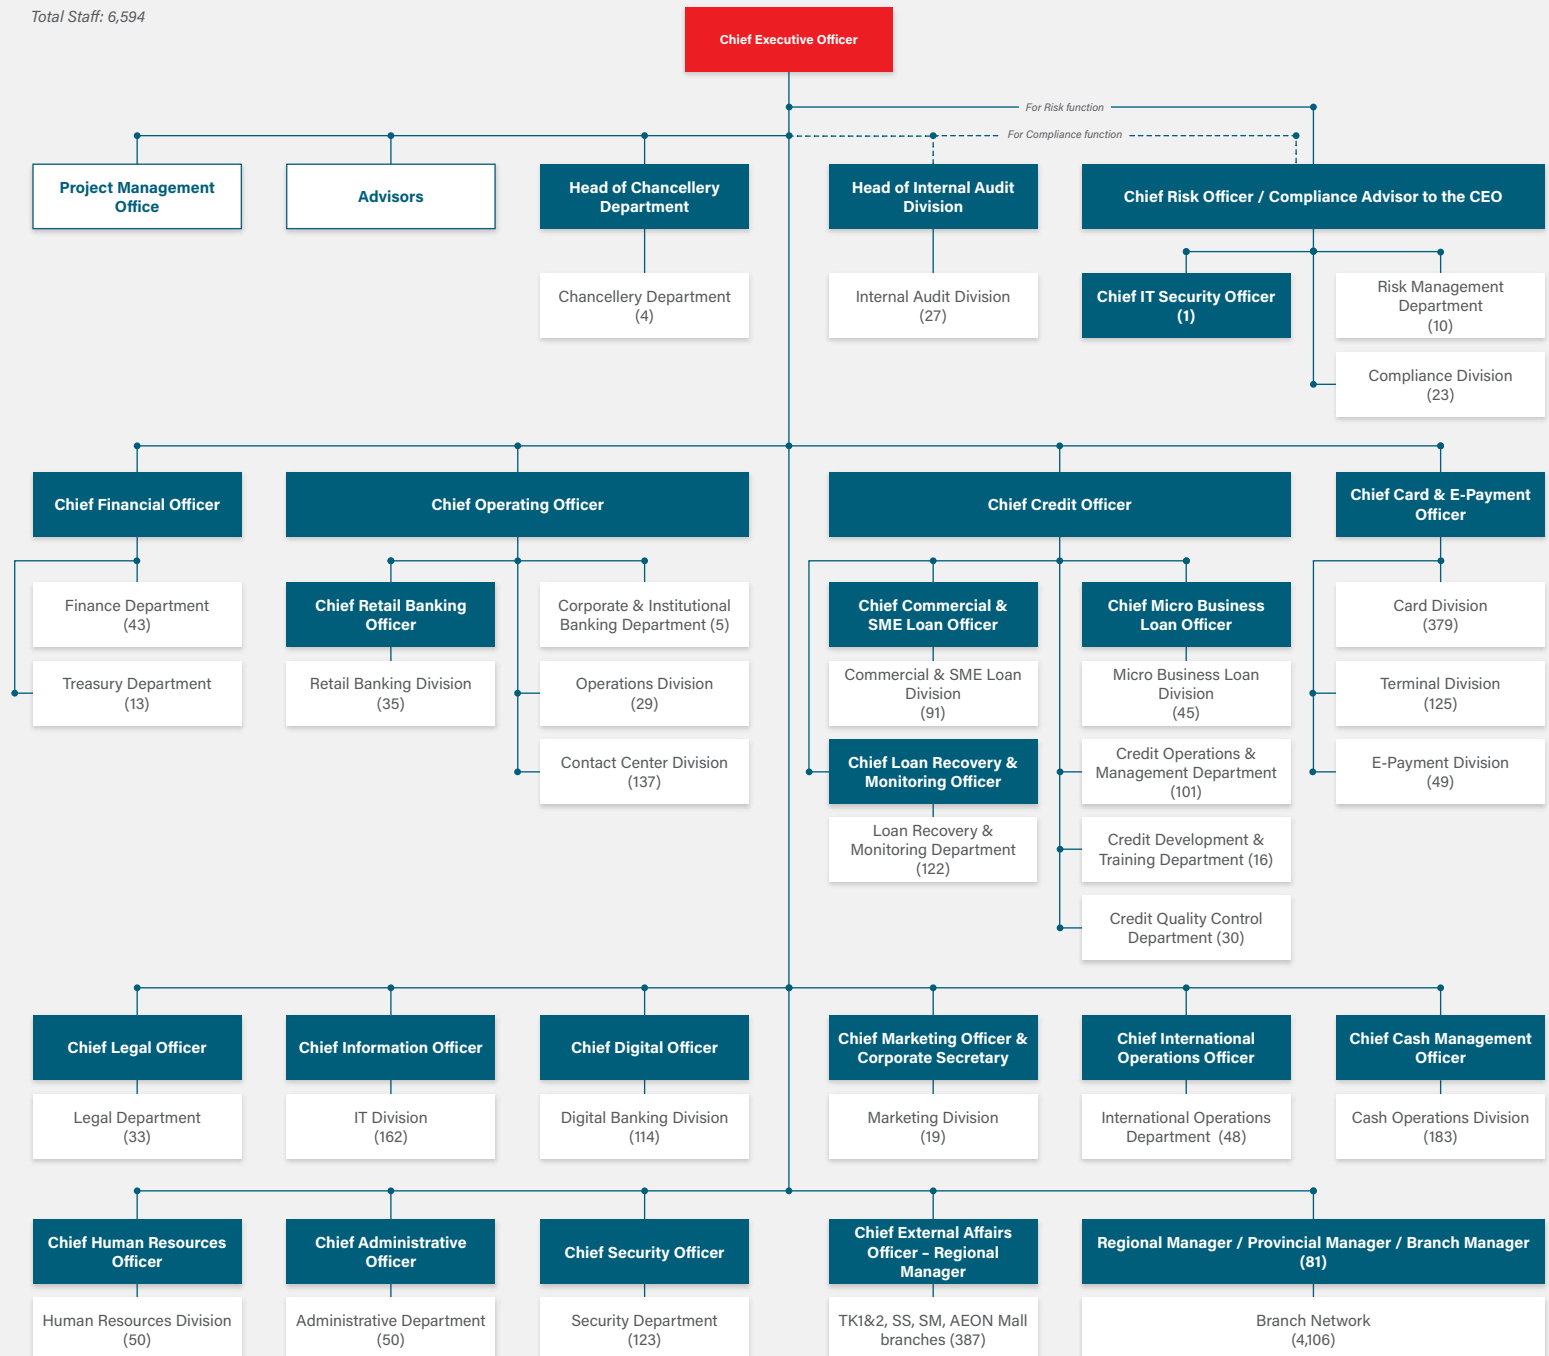 Total Staff: 6,594
Chief Executive Officer
For Risk function
For Compliance function
Project Management
Office
Advisors
Head of Chancellery
Department
Head of Internal Audit
Division
Chief Risk Officer / Compliance Advisor to the CEO
Chancellery Department
(4)
Internal Audit Division
(27)
Chief IT Security Officer
(1)
Risk Management
Department
(10)
Compliance Division
(23)
Chief Financial Officer
Chief Operating Officer
Chief Credit Officer
Chief Card & E-Payment
Officer
Finance Department
(43)
Chief Retail Banking
Officer
Corporate & Institutional
Banking Department (5)
Chief Commercial &
SME Loan Officer
Chief Micro Business
Loan Officer
Card Division
(379)
Treasury Department
(13)
Retail Banking Division
(35)
Operations Division
(29)
Commercial & SME Loan
Division
(91)
Micro Business Loan
Division
(45)
Terminal Division
(125)
Contact Center Division
(137)
Chief Loan Recovery &
Monitoring Officer
Credit Operations &
Management Department
(101)
E-Payment Division
(49)
Loan Recovery &
Monitoring Department
(122)
Credit Development &
Training Department (16)
Credit Quality Control
Department (30)
Chief Legal Officer
Chief Information Officer
Chief Digital Officer
Chief Marketing Officer &
Corporate Secretary
Chief International
Operations Officer
Chief Cash Management
Officer
Legal Department
(33)
IT Division
(162)
Digital Banking Division
(114)
Marketing Division
(19)
International Operations
Department (48)
Cash Operations Division
(183)
Chief Human Resources
Officer
Chief Administrative
Officer
Chief Security Officer
Chief External Affairs
Officer – Regional
Manager
Regional Manager / Provincial Manager / Branch Manager
(81)
Human Resources Division
(50)
Administrative Department
(50)
Security Department
(123)
TK1&2, SS, SM, AEON Mall
branches (387)
Branch Network
(4,106)